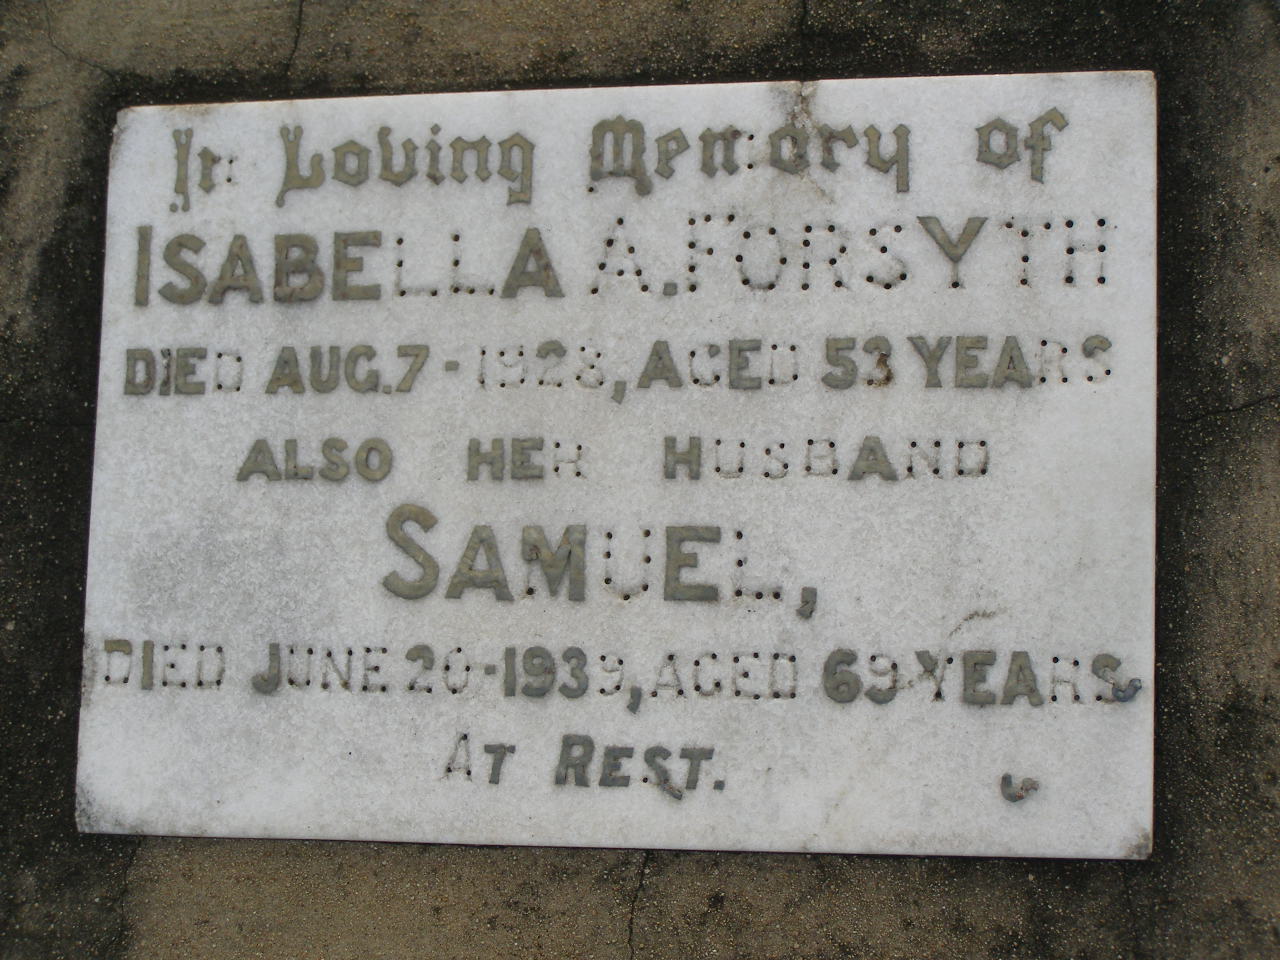 In Loving Memory of
ISABELLA A. FORSYTH
DIED AUG. 7 - 1928, AGED 53 YEARS
ALSO HER HUSBAND
SAMUEL,
DIED JUNE 20 - 1939, AGED 69 YEARS
AT REST.